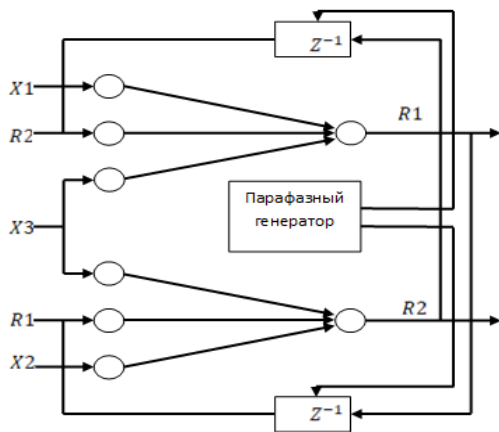 Z⁻¹
X1
R2
R1
Парафазный
генератор
X3
R1
R2
X2
Z⁻¹